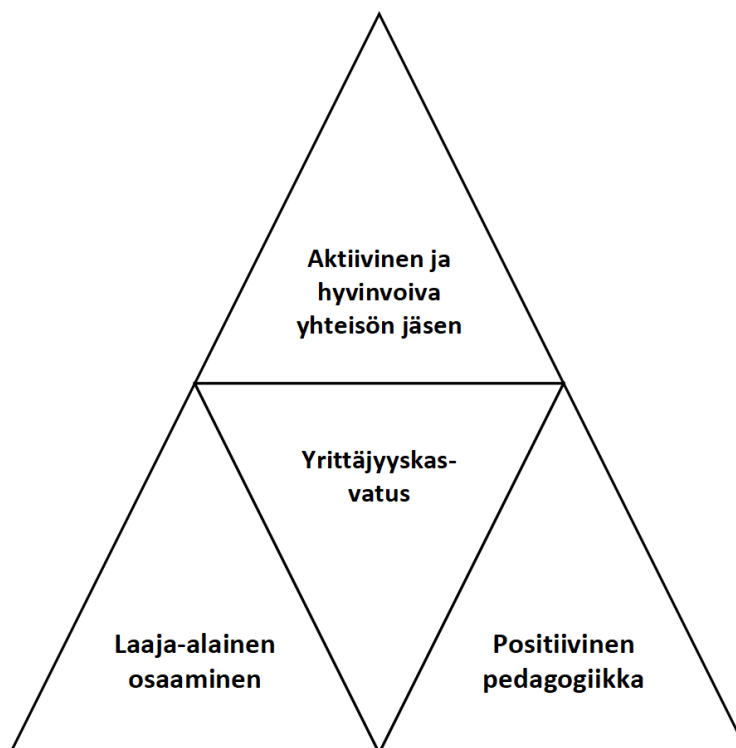 Aktiivinen ja
hyvinvoiva
yhteisön jäsen
Yrittäjyyskas-
vatus
Laaja-alainen
osaaminen
Positiivinen
pedagogiikka